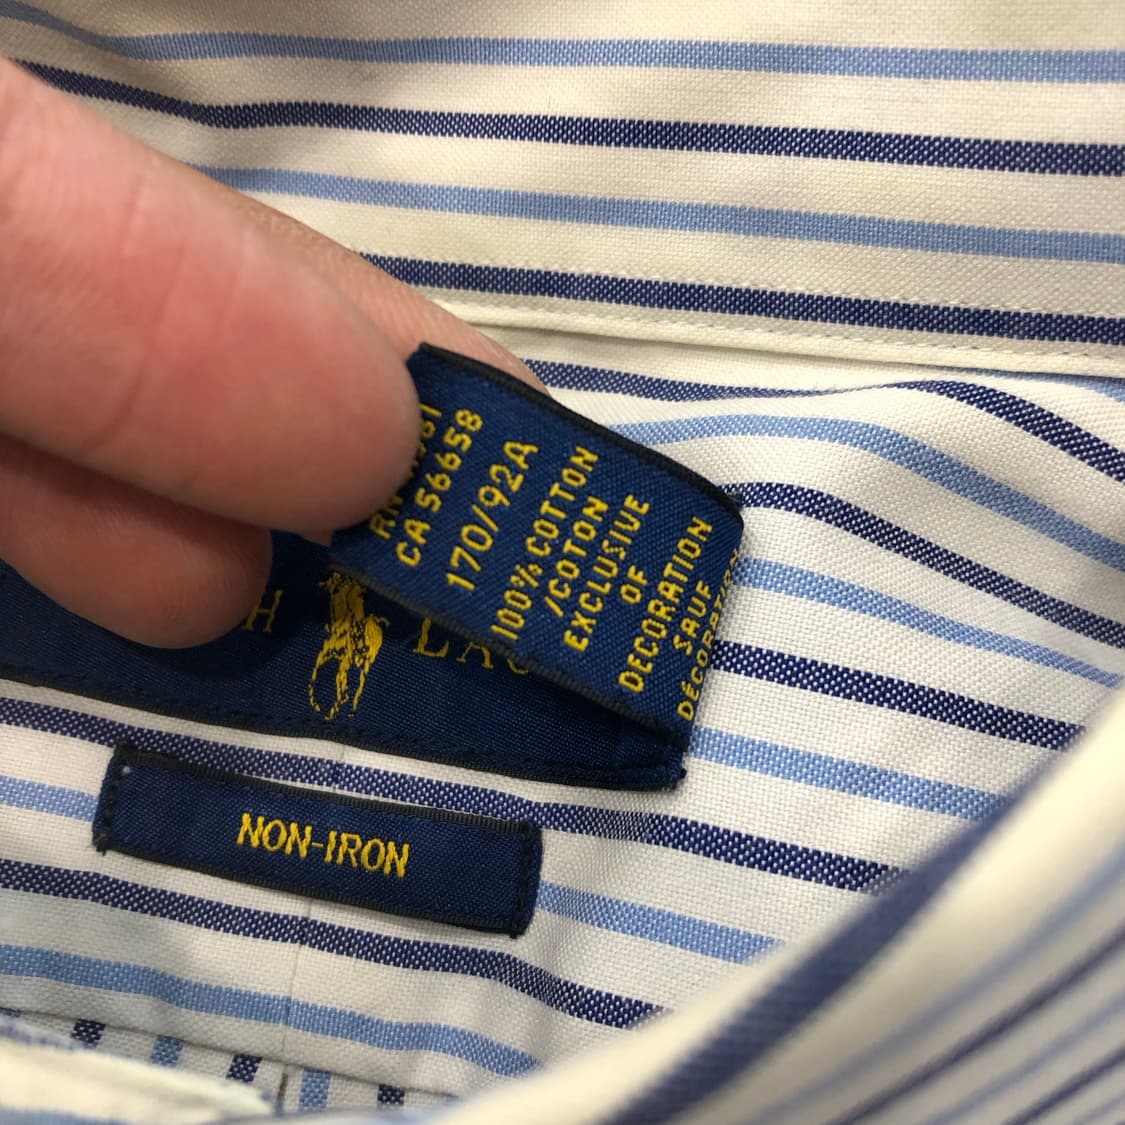 CA 56658
170/92A
100% COTTON
/COTON
EXCLUSIVE
OF
DECORATION
SAUF
NON-IRON